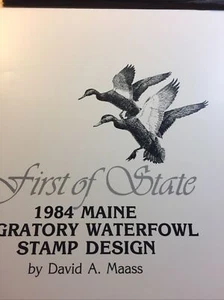 First of State
1984 MAINE
GRATORY WATERFOWL
STAMP DESIGN
by David A. Maass